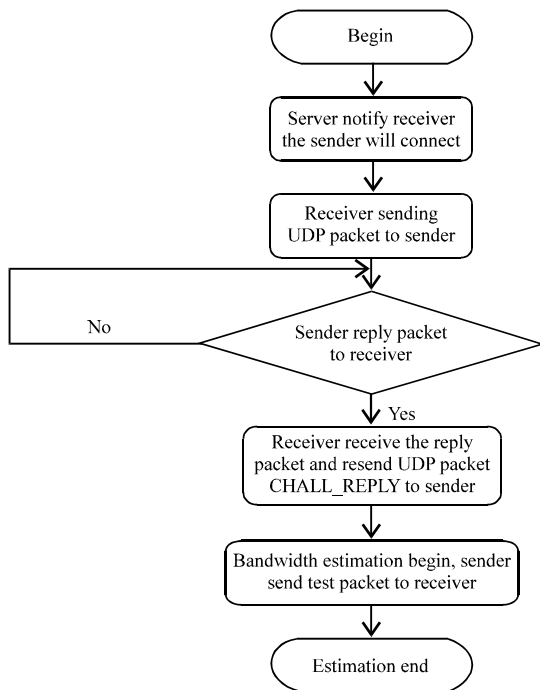 Begin
Server notify receiver
the sender will connect
Receiver sending
UDP packet to sender
Sender reply packet
to receiver
No
Yes
Receiver receive the reply
packet and resend UDP packet
CHALL_REPLY to sender
Bandwidth estimation begin, sender
send test packet to receiver
Estimation end